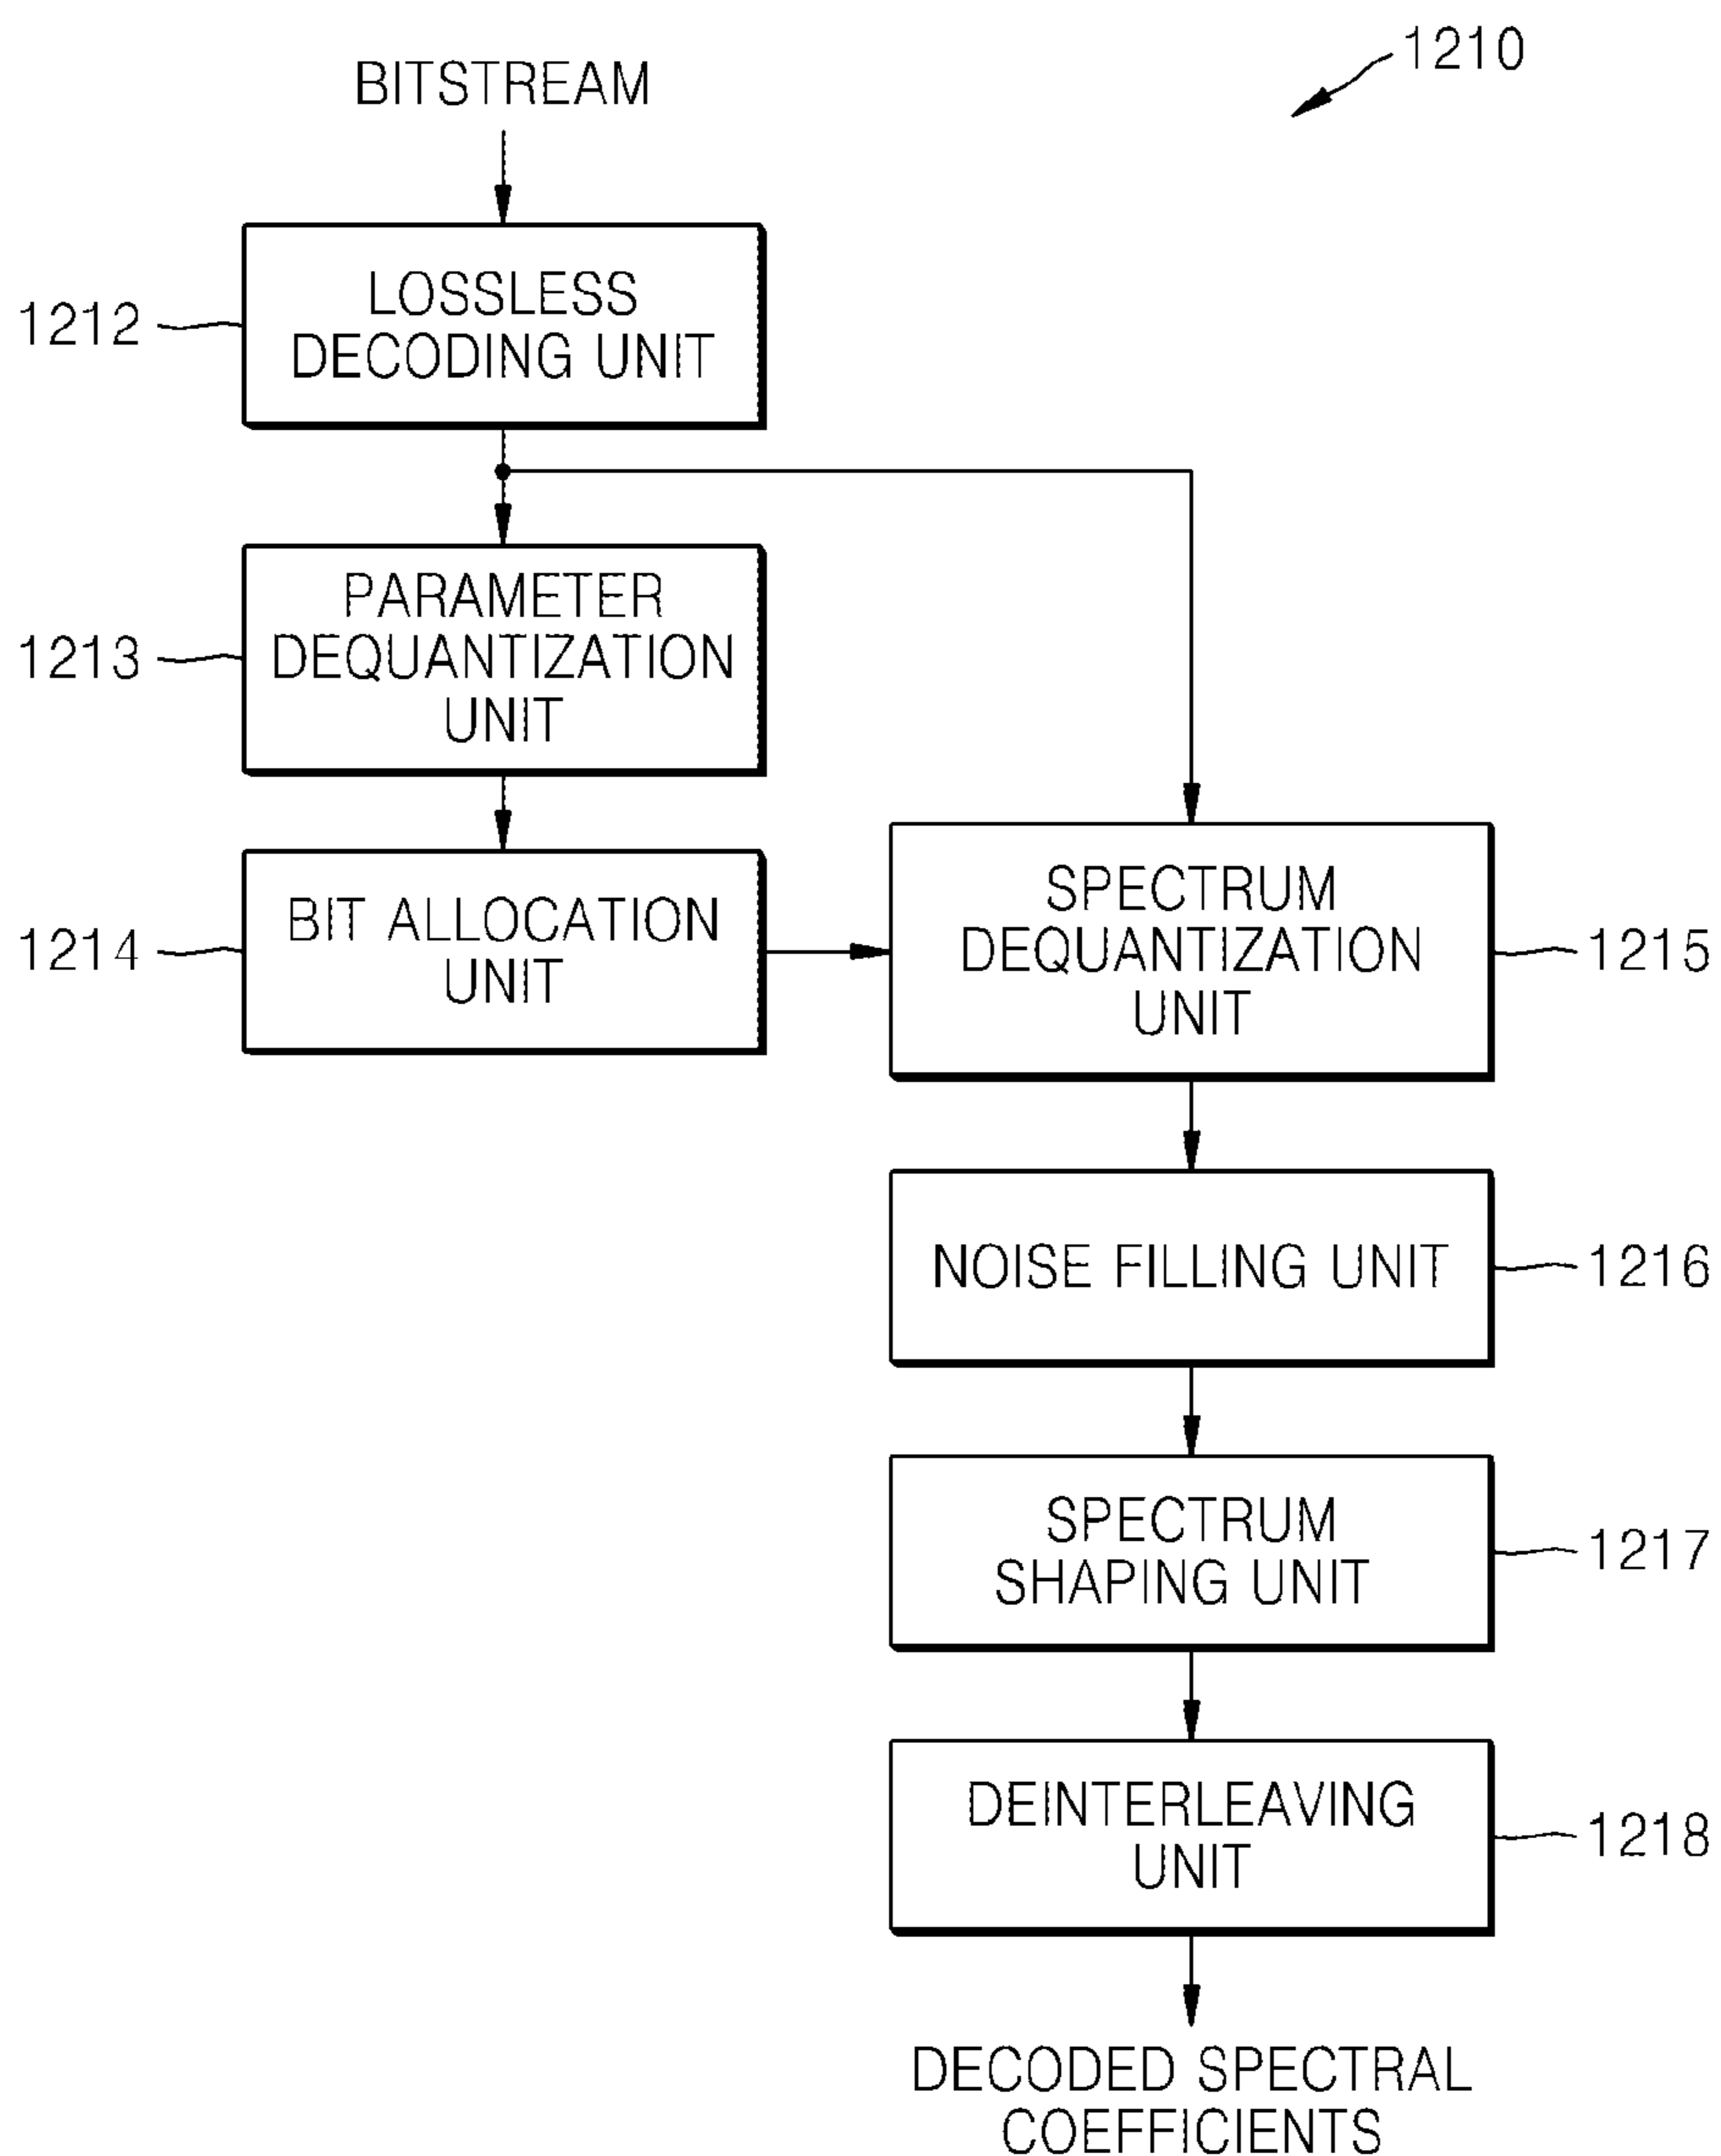 1210
BITSTREAM
LOSSLESS
DECODING UNIT
1212
PARAMETER
DEQUANTIZATION
UNIT
1213
BIT ALLOCATION
UNIT
1214
SPECTRUM
DEQUANTIZATION
UNIT
1215
NOISE FILLING UNIT
1216
SPECTRUM
SHAPING UNIT
1217
DEINTERLEAVING
UNIT
1218
DECODED SPECTRAL
COEFFICIENTS